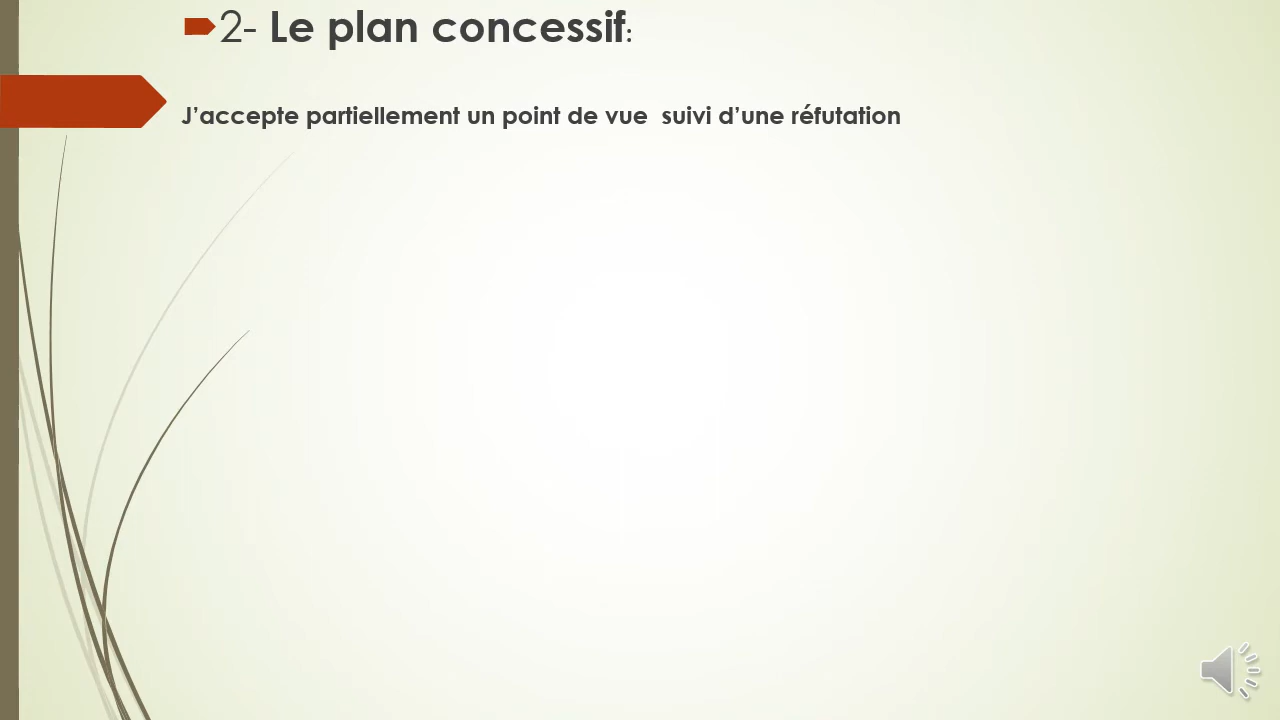 2- Le plan concessif:
J’accepte partiellement un point de vue  suivi d’une réfutation